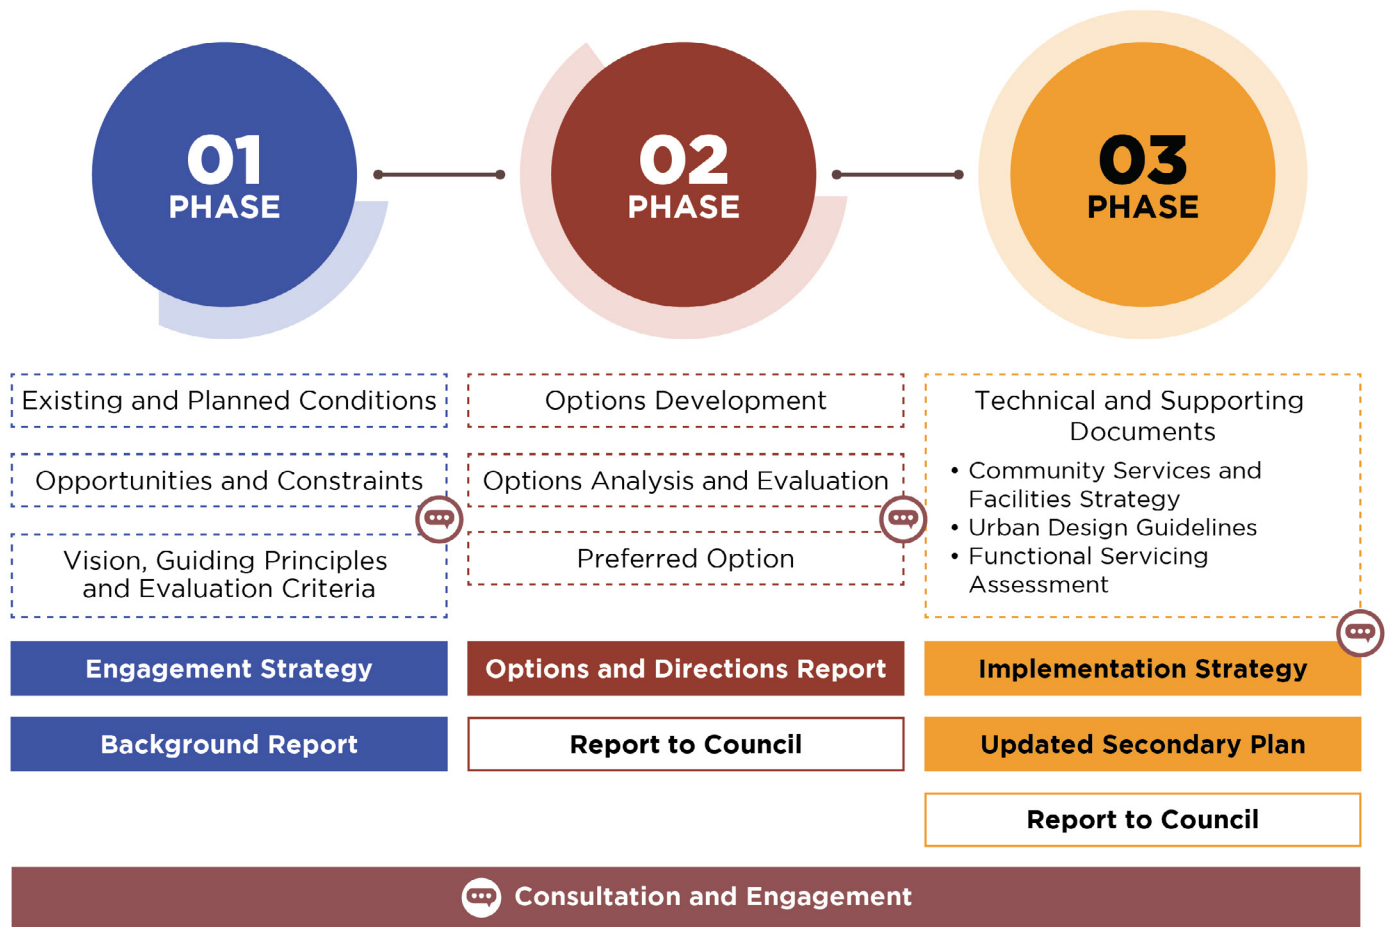 01
PHASE
02
PHASE
03
PHASE
Existing and Planned Conditions
Opportunities and Constraints
Vision, Guiding Principles
and Evaluation Criteria
Engagement Strategy
Background Report
Options Development
Options Analysis and Evaluation
Preferred Option
Options and Directions Report
Report to Council
Technical and Supporting
Documents
• Community Services and
Facilities Strategy
• Urban Design Guidelines
• Functional Servicing
Assessment
Implementation Strategy
Updated Secondary Plan
Report to Council
Consultation and Engagement